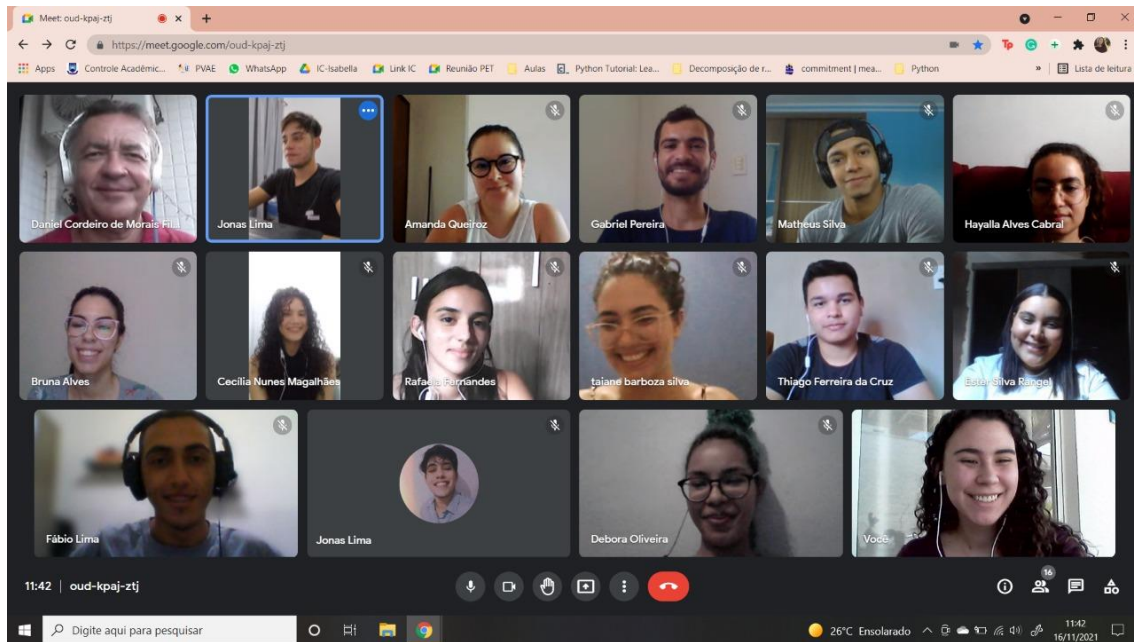 Meet: oud-kpaj-ztj
https://meet.google.com/oud-kpaj-ztj
Apps Controle Acadêmic... PVAE WhatsApp IC-Isabella Link IC Reunião PET Aulas Python Tutorial: Lea... Decomposição de r... commitment | mea... Python » Lista de leitura
Daniel Cordeiro de Morais Jonas Lima Amanda Queiroz Gabriel Pereira Matheus Silva Hayalla Alves Cabral
Bruna Alves Cecília Nunes Magalhães Rafaela Fernandes taiane barboza silva Thiago Ferreira da Cruz Ester Silva Rangel
Fábio Lima Jonas Lima Debora Oliveira Você
11:42 | oud-kpaj-ztj 16
Digite aqui para pesquisar 26°C Ensolarado 11:42
16/11/2021